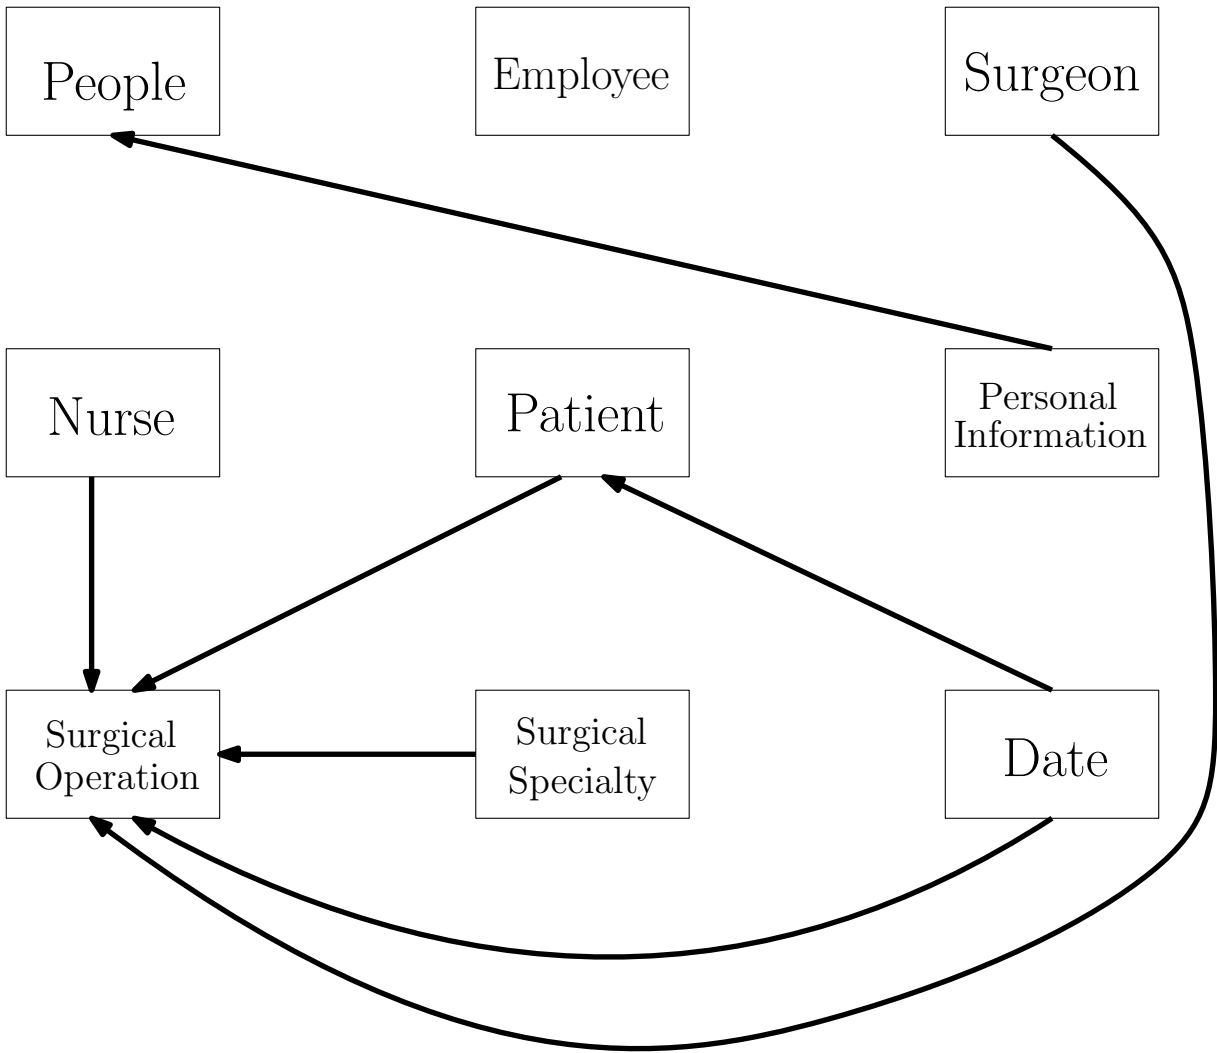 People
Employee
Surgeon
Nurse
Patient
Personal
Information
Surgical
Operation
Surgical
Specialty
Date